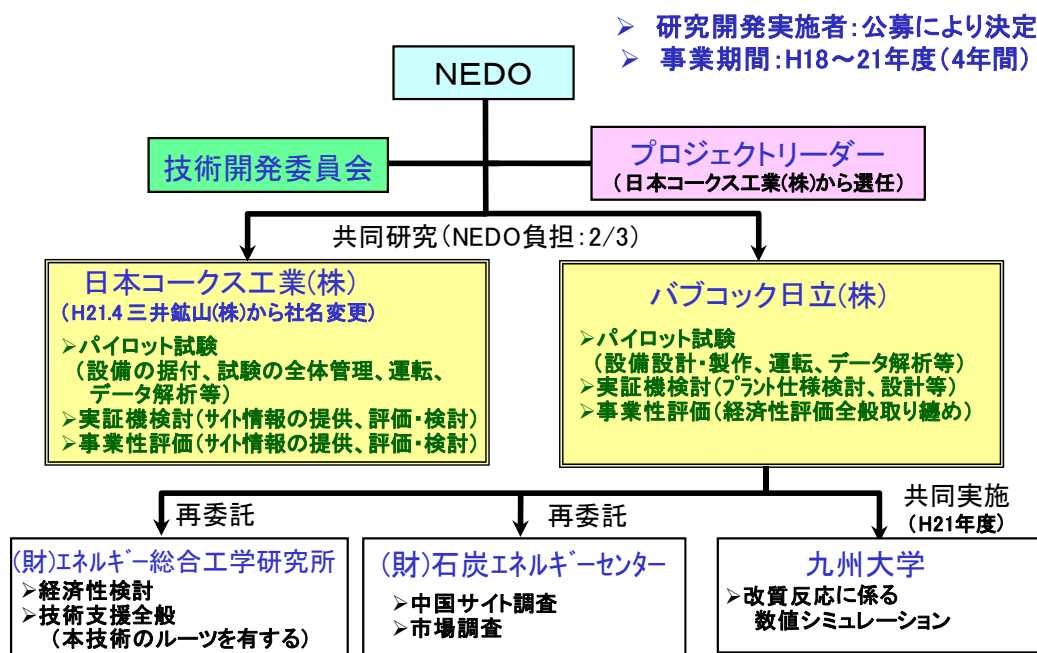 ➢ 研究開発実施者：公募により決定
➢ 事業期間：H18～21年度（4年間）
NEDO
技術開発委員会
プロジェクトリーダー
（日本コークス工業(株)から選任）
共同研究（NEDO負担：2/3）
日本コークス工業(株)
（H21.4 三井鉱山(株)から社名変更）
➢パイロット試験
（設備の据付、試験の全体管理、運転、
データ解析等）
➢実証機検討（サイト情報の提供、評価・検討）
➢事業性評価（サイト情報の提供、評価・検討）
バブコック日立(株)
➢パイロット試験
（設備設計・製作、運転、データ解析等）
➢実証機検討（プラント仕様検討、設計等）
➢事業性評価（経済性評価全般取り纏め）
再委託
再委託
共同実施
（H21年度）
(財)エネルギー総合工学研究所
➢経済性検討
➢技術支援全般
（本技術のルーツを有する）
(財)石炭エネルギーセンター
➢中国サイト調査
➢市場調査
九州大学
➢改質反応に係る
数値シミュレーション